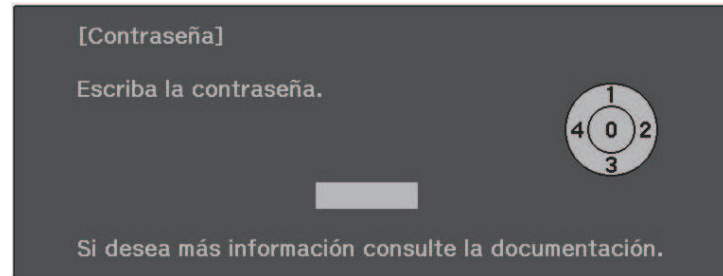 [Contraseña]
Escriba la contraseña.
1
4 0 2
3
Si desea más información consulte la documentación.